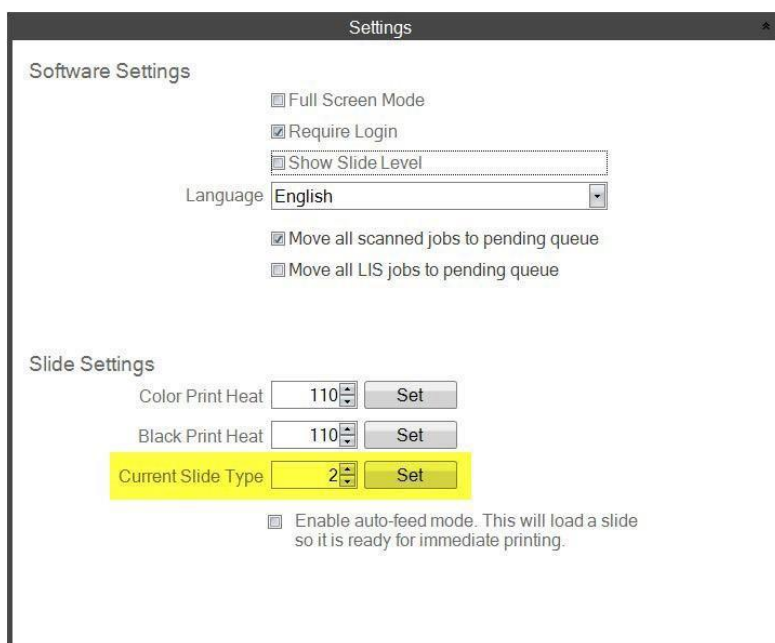 Settings
Software Settings
Full Screen Mode
Require Login
Show Slide Level
Language English
Move all scanned jobs to pending queue
Move all LIS jobs to pending queue
Slide Settings
Color Print Heat 110 Set
Black Print Heat 110 Set
Current Slide Type 2 Set
Enable auto-feed mode. This will load a slide
so it is ready for immediate printing.